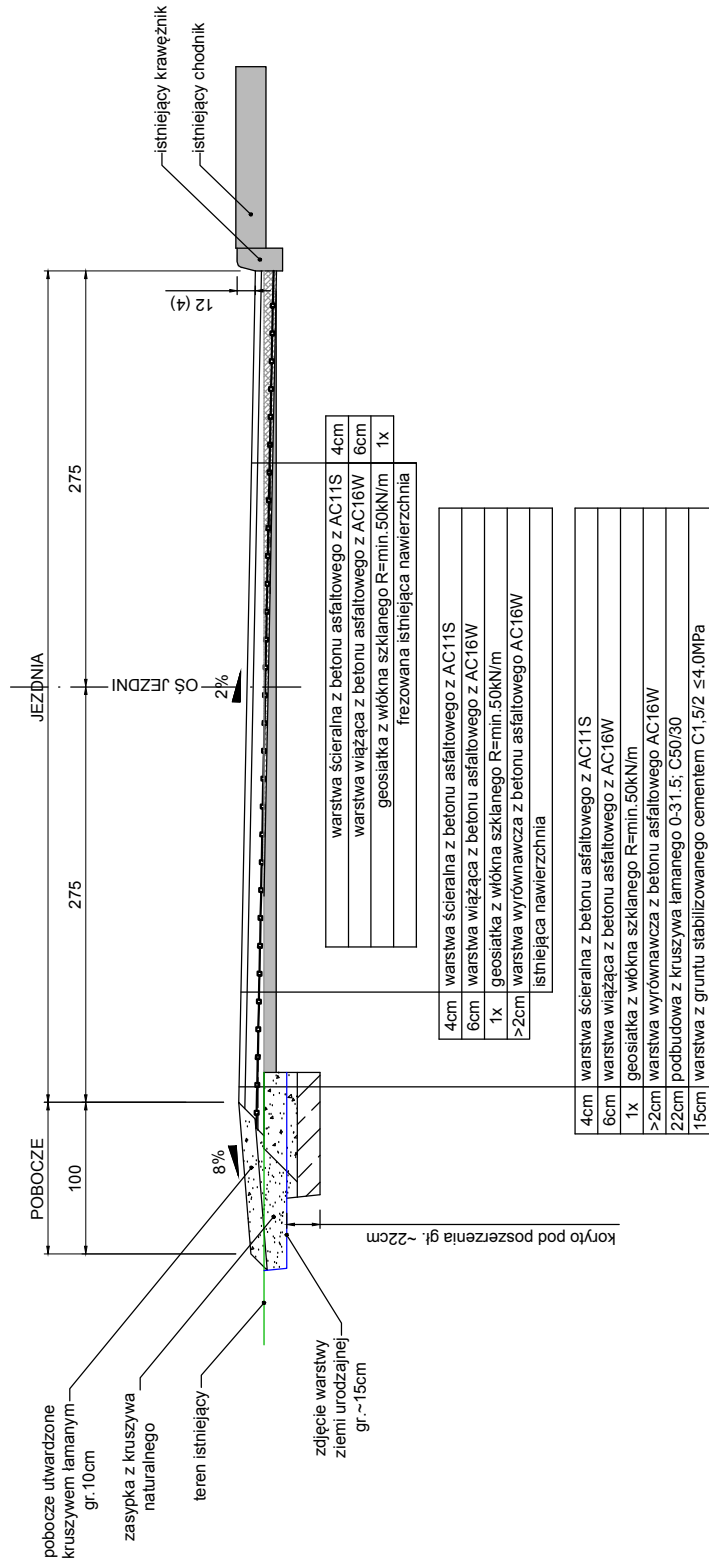 pobocze utwardzone
kruszywem łamanym
gr.10cm
zasypka z kruszywa
naturalnego
teren istniejący
zdjęcie warstwy
ziemi urodzajnej
gr.~15cm
koryto pod poszerzenia gł. ~22cm
POBOCZE
100
8%
JEZDNIA
275
275
OŚ JEZDNI
2%
12 (4)
istniejący krawężnik
istniejący chodnik
warstwa ścieralna z betonu asfaltowego z AC11S 4cm
warstwa wiążąca z betonu asfaltowego z AC16W 6cm
geosiatka z włókna szklanego R=min.50kN/m 1x
frezowana istniejąca nawierzchnia
4cm warstwa ścieralna z betonu asfaltowego z AC11S
6cm warstwa wiążąca z betonu asfaltowego z AC16W
1x geosiatka z włókna szklanego R=min.50kN/m
>2cm warstwa wyrównawcza z betonu asfaltowego AC16W
istniejąca nawierzchnia
4cm warstwa ścieralna z betonu asfaltowego z AC11S
6cm warstwa wiążąca z betonu asfaltowego z AC16W
1x geosiatka z włókna szklanego R=min.50kN/m
>2cm warstwa wyrównawcza z betonu asfaltowego AC16W
22cm podbudowa z kruszywa łamanego 0-31.5; C50/30
15cm warstwa z gruntu stabilizowanego cementem C1,5/2 ≤4.0MPa